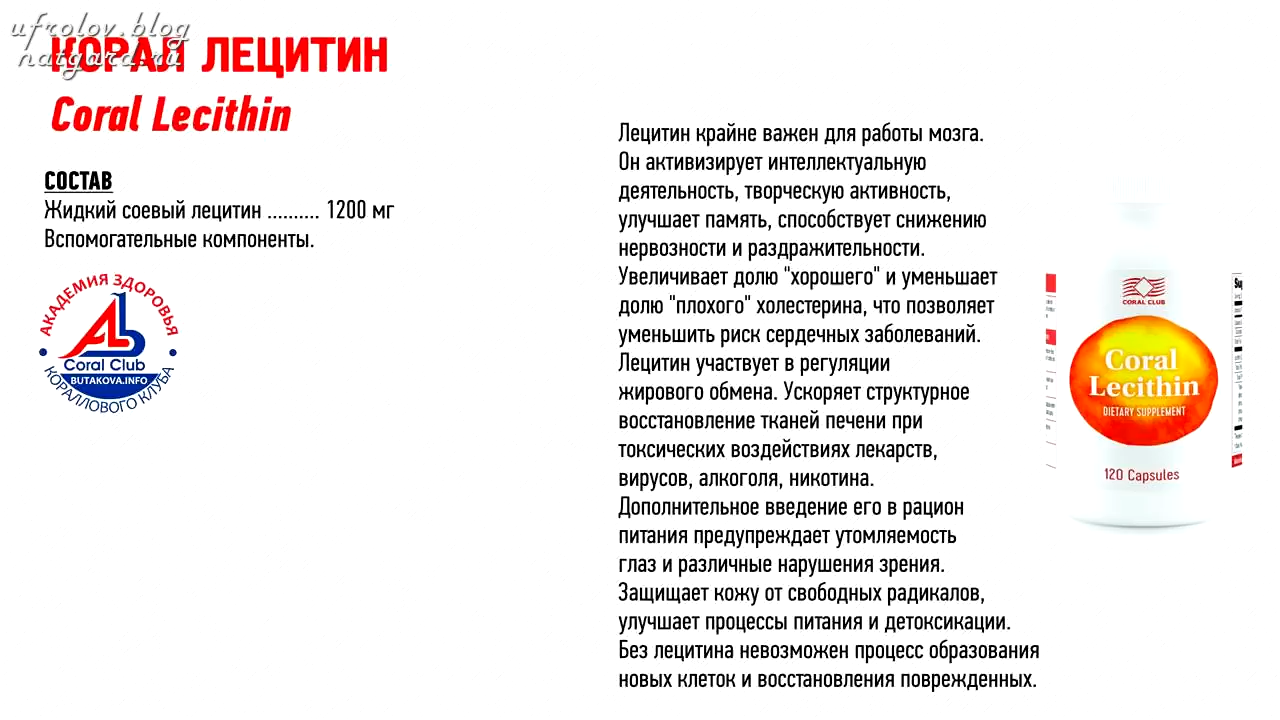 ufrolov.blog
natgara.ru
КОРАЛ ЛЕЦИТИН
Coral Lecithin
СОСТАВ
Жидкий соевый лецитин .......... 1200 мг
Вспомогательные компоненты.
АКАДЕМИЯ ЗДОРОВЬЯ
Coral Club
BUTAKOVA.INFO
КОРАЛЛОВОГО КЛУБА
Лецитин крайне важен для работы мозга.
Он активизирует интеллектуальную
деятельность, творческую активность,
улучшает память, способствует снижению
нервозности и раздражительности.
Увеличивает долю "хорошего" и уменьшает
долю "плохого" холестерина, что позволяет
уменьшить риск сердечных заболеваний.
Лецитин участвует в регуляции
жирового обмена. Ускоряет структурное
восстановление тканей печени при
токсических воздействиях лекарств,
вирусов, алкоголя, никотина.
Дополнительное введение его в рацион
питания предупреждает утомляемость
глаз и различные нарушения зрения.
Защищает кожу от свободных радикалов,
улучшает процессы питания и детоксикации.
Без лецитина невозможен процесс образования
новых клеток и восстановления поврежденных.
CORAL CLUB
Coral
Lecithin
DIETARY SUPPLEMENT
120 Capsules